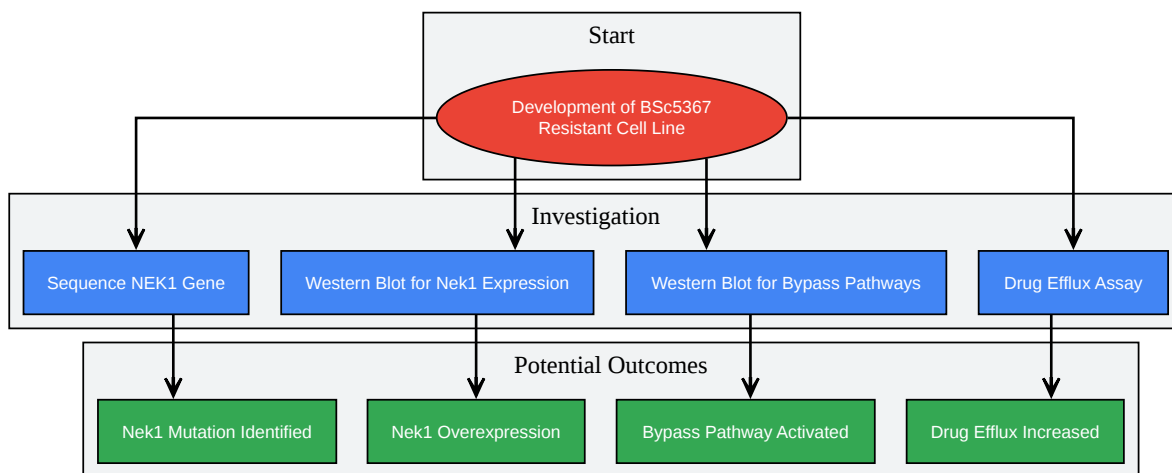 Start
Development of BSc5367
Resistant Cell Line
Investigation
Sequence NEK1 Gene
Western Blot for Nek1 Expression
Western Blot for Bypass Pathways
Drug Efflux Assay
Potential Outcomes
Nek1 Mutation Identified
Nek1 Overexpression
Bypass Pathway Activated
Drug Efflux Increased